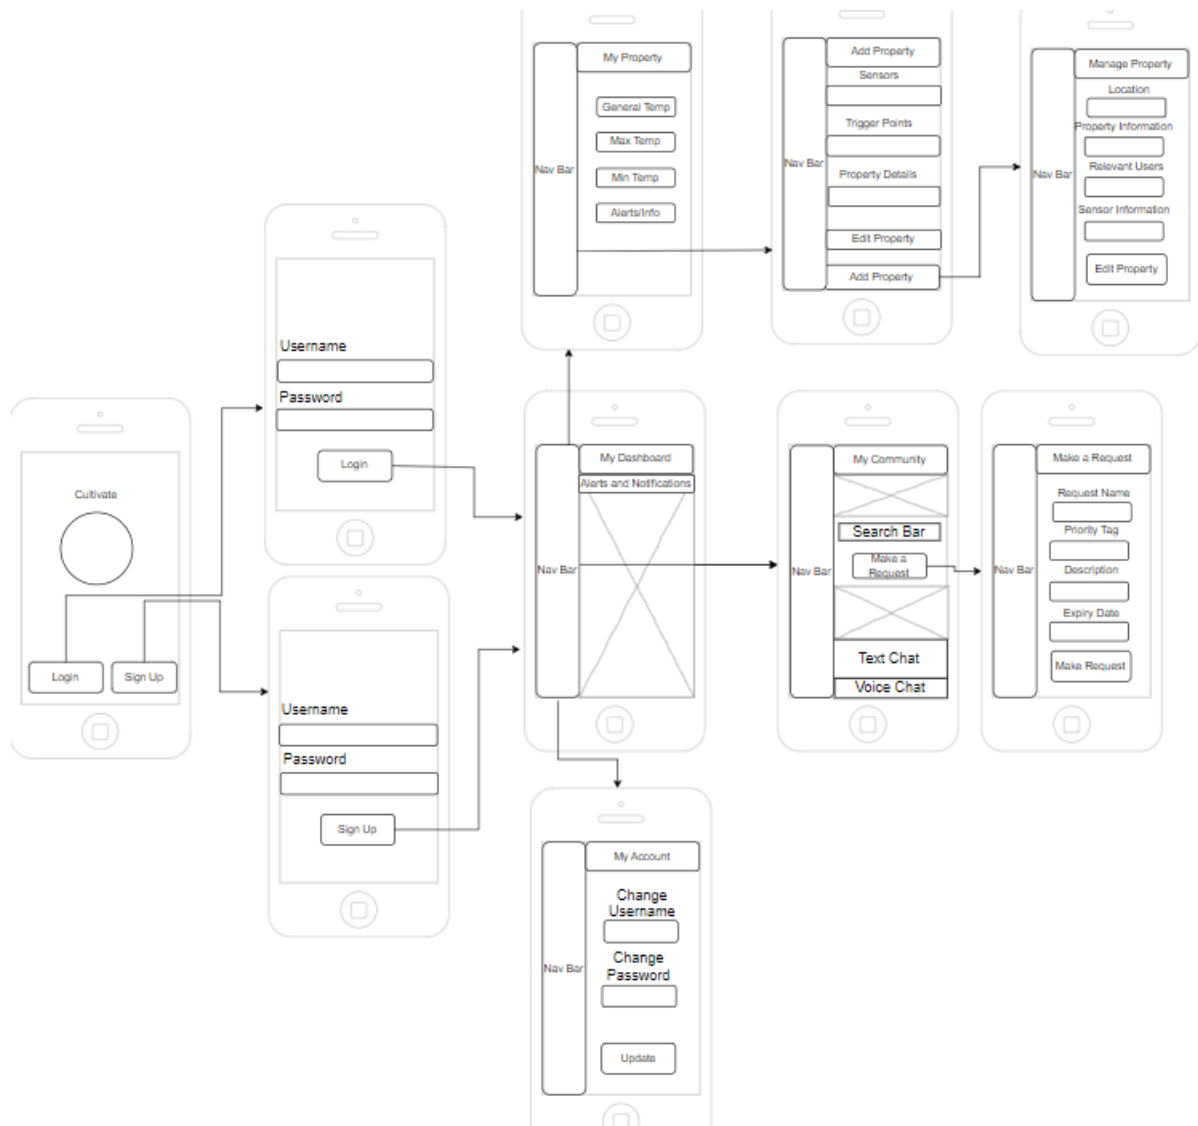 My Property
General Temp
Max Temp
Min Temp
Alerts/Info
Nav Bar
Add Property
Sensors
Trigger Points
Property Details
Edit Property
Add Property
Nav Bar
Manage Property
Location
Property Information
Relevant Users
Sensor Information
Edit Property
Nav Bar
Username
Password
Login
Cultivate
Login
Sign Up
Username
Password
Sign Up
My Dashboard
Alerts and Notifications
Nav Bar
My Community
Search Bar
Make a
Request
Text Chat
Voice Chat
Nav Bar
Make a Request
Request Name
Priority Tag
Description
Expiry Date
Make Request
Nav Bar
My Account
Change
Username
Change
Password
Update
Nav Bar